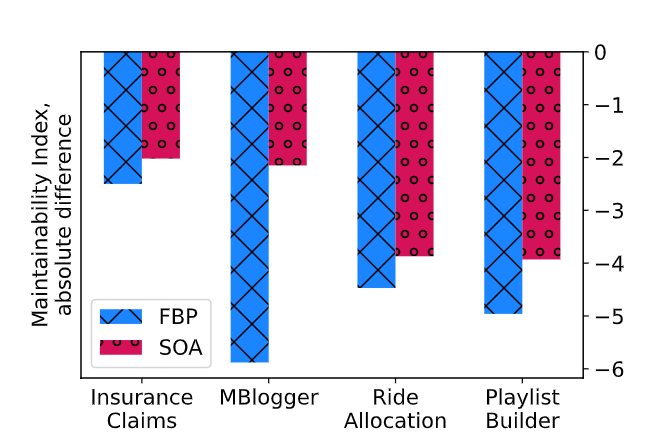 Maintainability Index,
absolute difference
0
−1
−2
−3
−4
−5
−6
FBP
SOA
Insurance
Claims
MBlogger
Ride
Allocation
Playlist
Builder